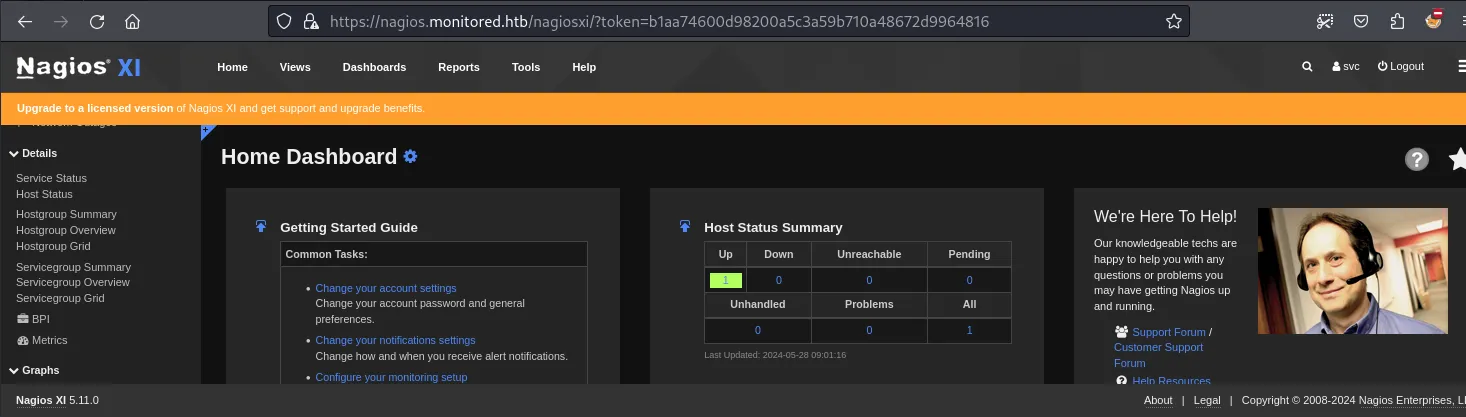 https://nagios.monitored.htb/nagiosxi/?token=b1aa74600d98200a5c3a59b710a48672d9964816
Nagios® XI
Home Views Dashboards Reports Tools Help svc Logout
Upgrade to a licensed version of Nagios XI and get support and upgrade benefits.
Network Outages
Details
Service Status
Host Status
Hostgroup Summary
Hostgroup Overview
Hostgroup Grid
Servicegroup Summary
Servicegroup Overview
Servicegroup Grid
BPI
Metrics
Graphs
Home Dashboard
Getting Started Guide
Common Tasks:
• Change your account settings
Change your account password and general
preferences.
• Change your notifications settings
Change how and when you receive alert notifications.
• Configure your monitoring setup
Host Status Summary
Up Down Unreachable Pending
1 0 0 0
Unhandled Problems All
0 0 1
Last Updated: 2024-05-28 09:01:16
We're Here To Help!
Our knowledgeable techs are
happy to help you with any
questions or problems you
may have getting Nagios up
and running.
Support Forum /
Customer Support
Forum
Help Resources
Nagios XI 5.11.0
About | Legal | Copyright © 2008-2024 Nagios Enterprises,